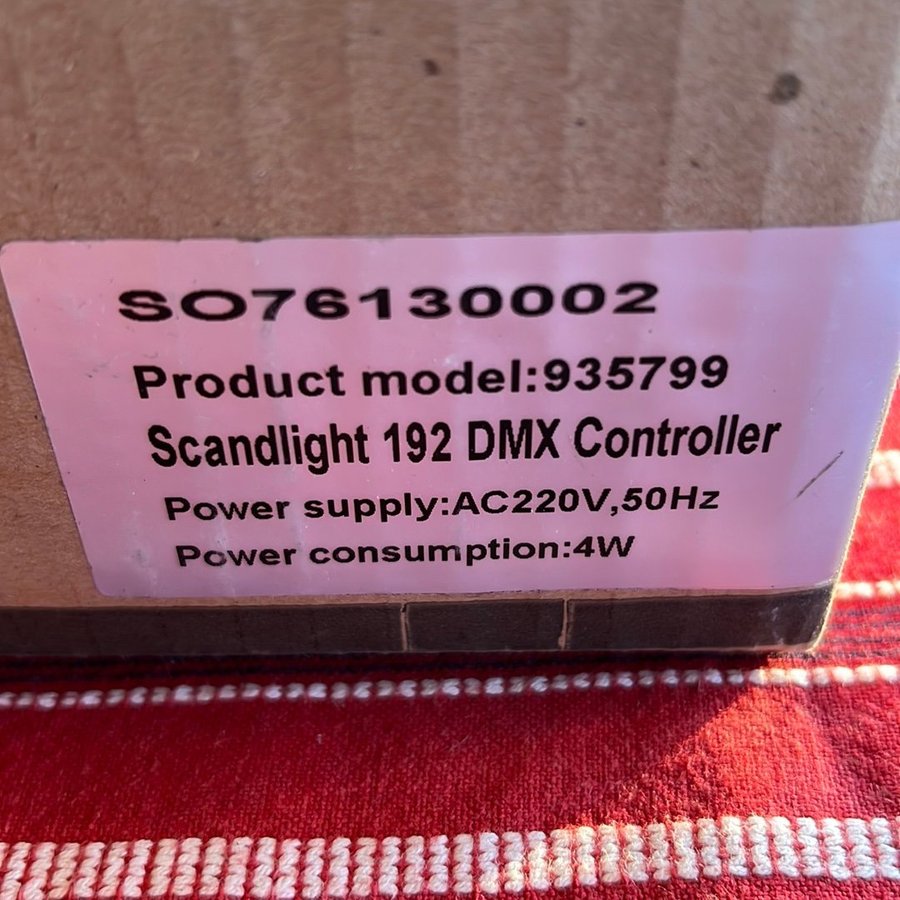 SO76130002
Product model:935799
Scandlight 192 DMX Controller
Power supply:AC220V,50Hz
Power consumption:4W